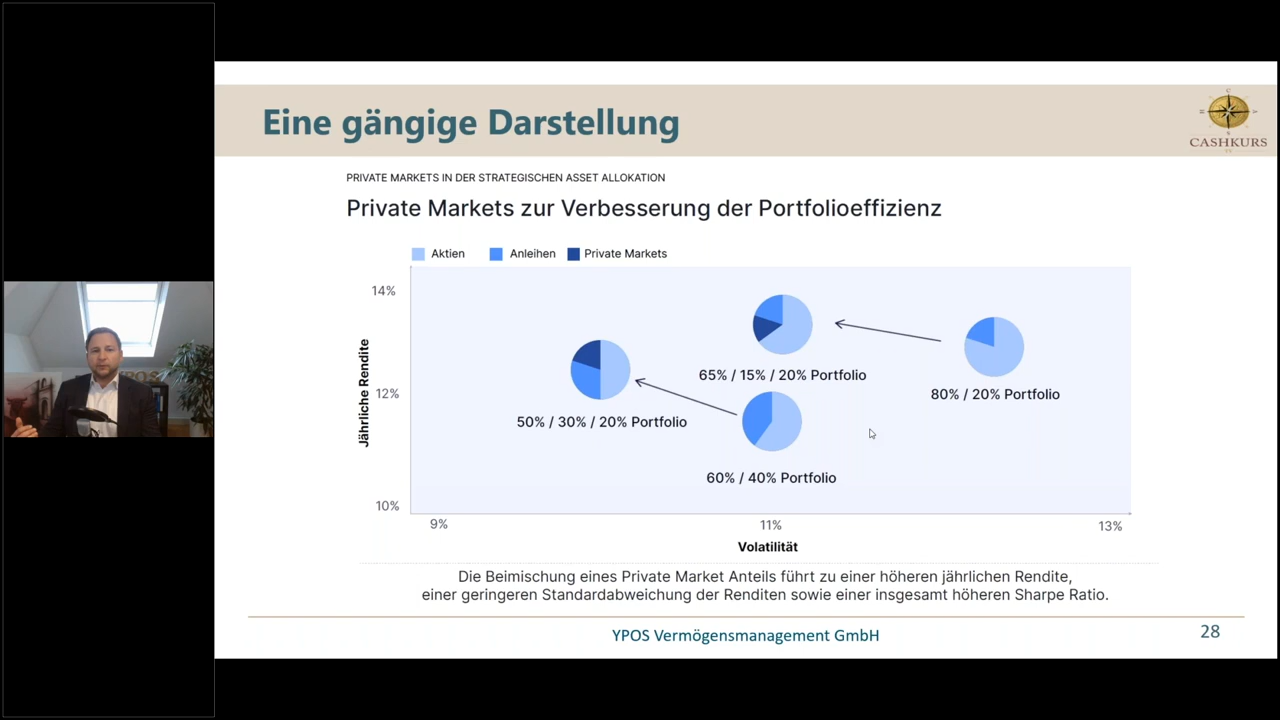 Eine gängige Darstellung
CASHKURS
PRIVATE MARKETS IN DER STRATEGISCHEN ASSET ALLOKATION
Private Markets zur Verbesserung der Portfolioeffizienz
Aktien
Anleihen
Private Markets
Jährliche Rendite
14%
12%
10%
65% / 15% / 20% Portfolio
80% / 20% Portfolio
50% / 30% / 20% Portfolio
60% / 40% Portfolio
9%
11%
13%
Volatilität
Die Beimischung eines Private Market Anteils führt zu einer höheren jährlichen Rendite,
einer geringeren Standardabweichung der Renditen sowie einer insgesamt höheren Sharpe Ratio.
YPOS Vermögensmanagement GmbH
28